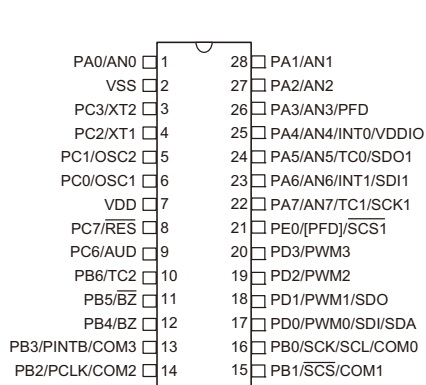 PA0/AN0 1 28 PA1/AN1
VSS 2 27 PA2/AN2
PC3/XT2 3 26 PA3/AN3/PFD
PC2/XT1 4 25 PA4/AN4/INT0/VDDIO
PC1/OSC2 5 24 PA5/AN5/TC0/SDO1
PC0/OSC1 6 23 PA6/AN6/INT1/SDI1
VDD 7 22 PA7/AN7/TC1/SCK1
PC7/RES 8 21 PE0/[PFD]/SCS1
PC6/AUD 9 20 PD3/PWM3
PB6/TC2 10 19 PD2/PWM2
PB5/BZ 11 18 PD1/PWM1/SDO
PB4/BZ 12 17 PD0/PWM0/SDI/SDA
PB3/PINTB/COM3 13 16 PB0/SCK/SCL/COM0
PB2/PCLK/COM2 14 15 PB1/SCS/COM1